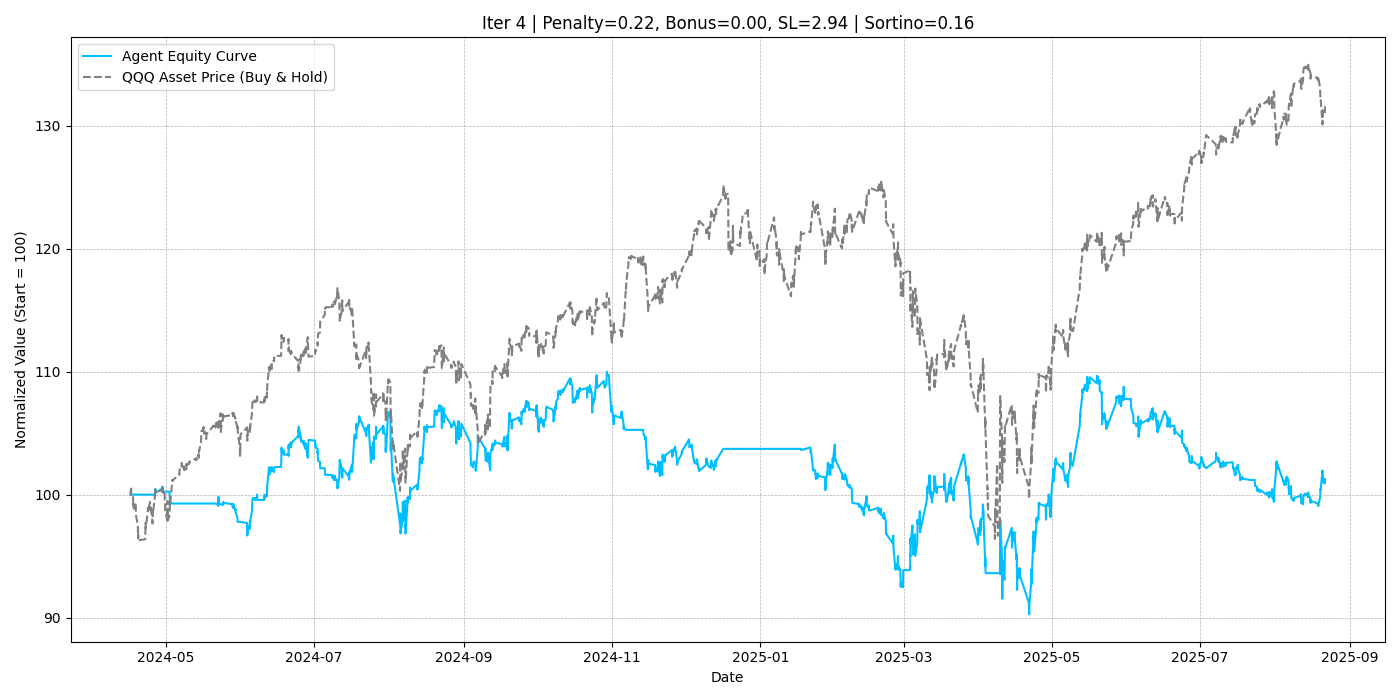 Iter 4 | Penalty=0.22, Bonus=0.00, SL=2.94 | Sortino=0.16
Agent Equity Curve
QQQ Asset Price (Buy & Hold)
Normalized Value (Start = 100)
130
120
110
100
90
2024-05 2024-07 2024-09 2024-11 2025-01 2025-03 2025-05 2025-07 2025-09
Date